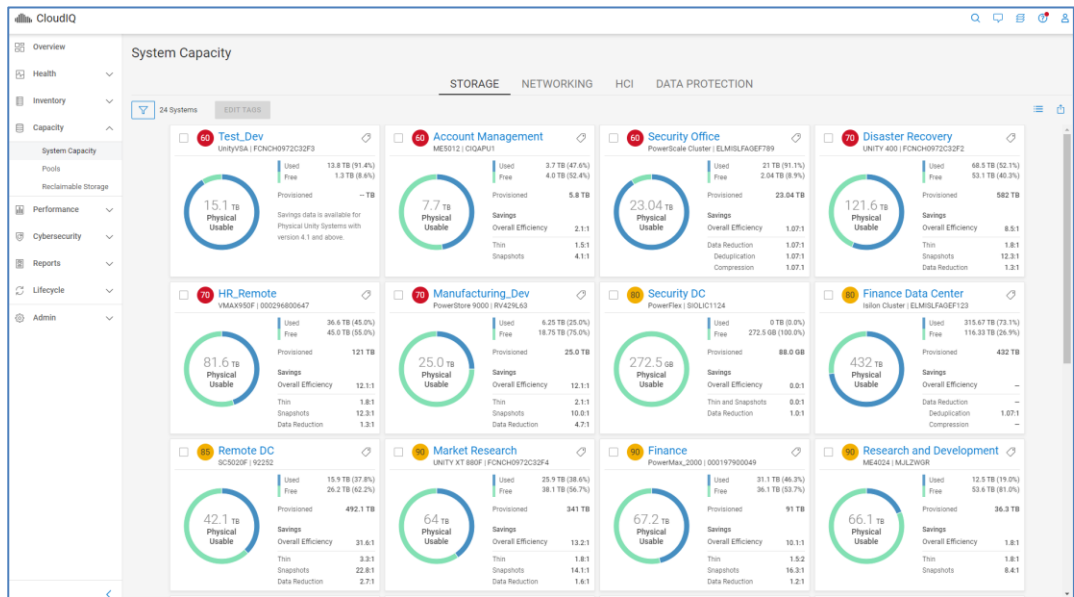 CloudIQ
Overview
Health
Inventory
Capacity
System Capacity
Pools
Reclaimable Storage
Performance
Cybersecurity
Reports
Lifecycle
Admin
System Capacity
STORAGE NETWORKING HCI DATA PROTECTION
24 Systems EDIT TAGS
60 Test_Dev
UnityVSA | FCNCH0972C32F3
15.1 TB
Physical
Usable
Used 13.8 TB (91.4%)
Free 1.3 TB (8.6%)
Provisioned -- TB
Savings data is available for
Physical Unity Systems with
version 4.1 and above.
60 Account Management
ME5012 | CIQAPU1
7.7 TB
Physical
Usable
Used 3.7 TB (47.6%)
Free 4.0 TB (52.4%)
Provisioned 5.8 TB
Savings
Overall Efficiency 2.1:1
Thin 1.5:1
Snapshots 4.1:1
60 Security Office
PowerScale Cluster | ELMISLFAGEF789
23.04 TB
Physical
Usable
Used 21 TB (91.1%)
Free 2.04 TB (8.9%)
Provisioned 23.04 TB
Savings
Overall Efficiency 1.07:1
Data Reduction 1.07:1
Deduplication 1.07:1
Compression 1.07.1
70 Disaster Recovery
UNITY 400 | FCNCH0972C32F2
121.6 TB
Physical
Usable
Used 68.5 TB (52.1%)
Free 53.1 TB (40.3%)
Provisioned 582 TB
Savings
Overall Efficiency 8.5:1
Thin 1.8:1
Snapshots 12.3:1
Data Reduction 1.3:1
70 HR_Remote
VMAX950F | 000296800647
81.6 TB
Physical
Usable
Used 36.6 TB (45.0%)
Free 45.0 TB (55.0%)
Provisioned 121 TB
Savings
Overall Efficiency 12.1:1
Thin 1.8:1
Snapshots 12.3:1
Data Reduction 1.3:1
70 Manufacturing_Dev
PowerStore 9000 | RV429L63
25.0 TB
Physical
Usable
Used 6.25 TB (25.0%)
Free 18.75 TB (75.0%)
Provisioned 25.0 TB
Savings
Overall Efficiency 12.1:1
Thin 2.1:1
Snapshots 10.0:1
Data Reduction 4.7:1
80 Security DC
PowerFlex | SIOLIC1124
272.5 GB
Physical
Usable
Used 0 TB (0.0%)
Free 272.5 GB (100.0%)
Provisioned 88.0 GB
Savings
Overall Efficiency 0.0:1
Thin and Snapshots 0.0:1
Data Reduction 1.0:1
80 Finance Data Center
Isilon Cluster | ELMISLFAGEF123
432 TB
Physical
Usable
Used 315.67 TB (73.1%)
Free 116.33 TB (26.9%)
Provisioned 432 TB
Savings
Overall Efficiency --
Data Reduction --
Deduplication 1.07:1
Compression --
85 Remote DC
SC5020F | 92252
42.1 TB
Physical
Usable
Used 15.9 TB (37.8%)
Free 26.2 TB (62.2%)
Provisioned 492.1 TB
Savings
Overall Efficiency 31.6:1
Thin 3.3:1
Snapshots 22.8:1
Data Reduction 2.7:1
90 Market Research
UNITY XT 880F | FCNCH0972C32F4
64 TB
Physical
Usable
Used 25.9 TB (38.6%)
Free 38.1 TB (56.7%)
Provisioned 341 TB
Savings
Overall Efficiency 13.2:1
Thin 1.8:1
Snapshots 14.1:1
Data Reduction 1.6:1
90 Finance
PowerMax_2000 | 000197900049
67.2 TB
Physical
Usable
Used 31.1 TB (46.3%)
Free 36.1 TB (53.7%)
Provisioned 91 TB
Savings
Overall Efficiency 10.1:1
Thin 1.5:2
Snapshots 16.3:1
Data Reduction 1.2:1
90 Research and Development
ME4024 | MJLZWGR
66.1 TB
Physical
Usable
Used 12.5 TB (19.0%)
Free 53.6 TB (81.0%)
Provisioned 36.3 TB
Savings
Overall Efficiency 1.8:1
Thin 1.8:1
Snapshots 8.4:1